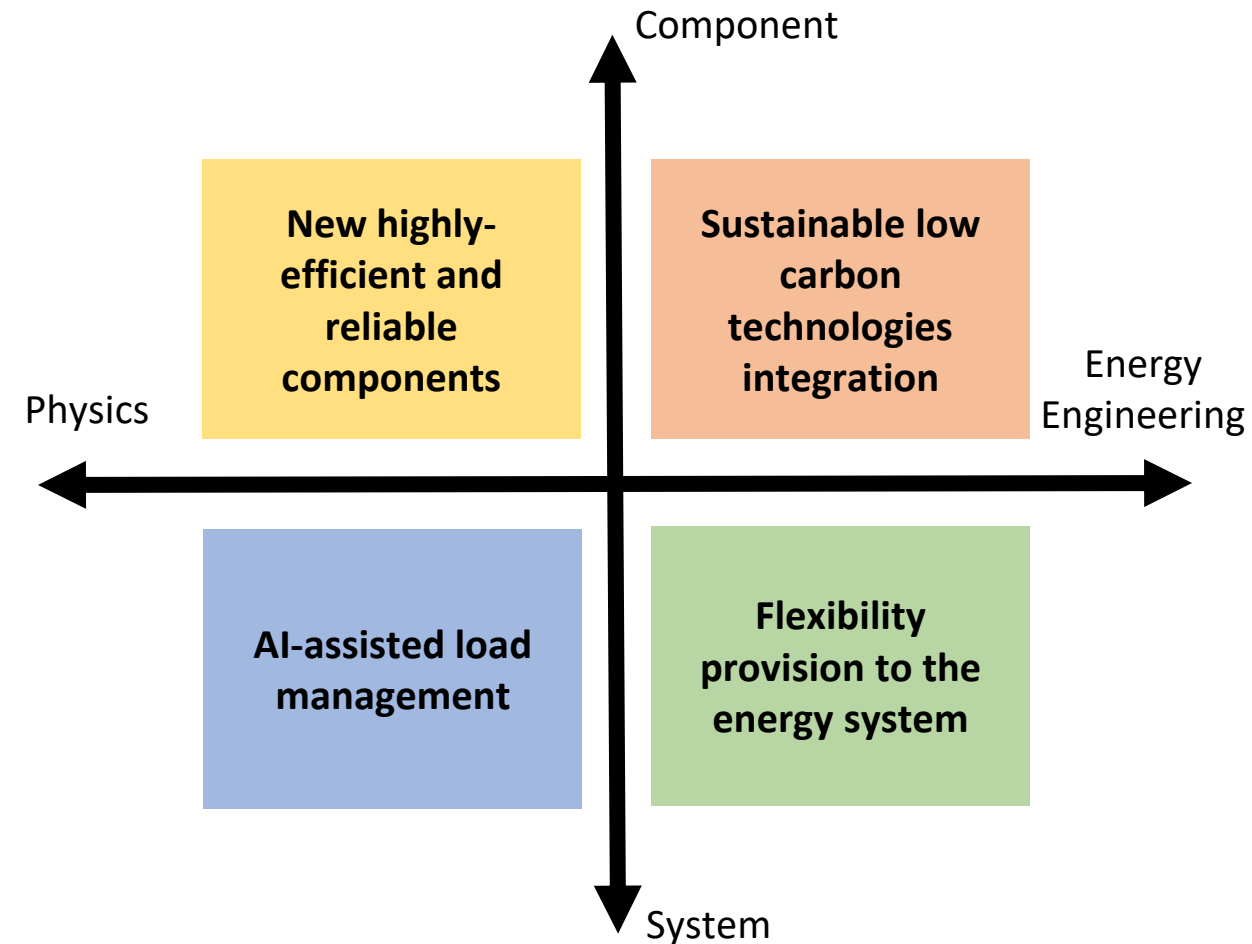 Component
New highly-
efficient and
reliable
components
Sustainable low
carbon
technologies
integration
Physics
Energy
Engineering
AI-assisted load
management
Flexibility
provision to the
energy system
System